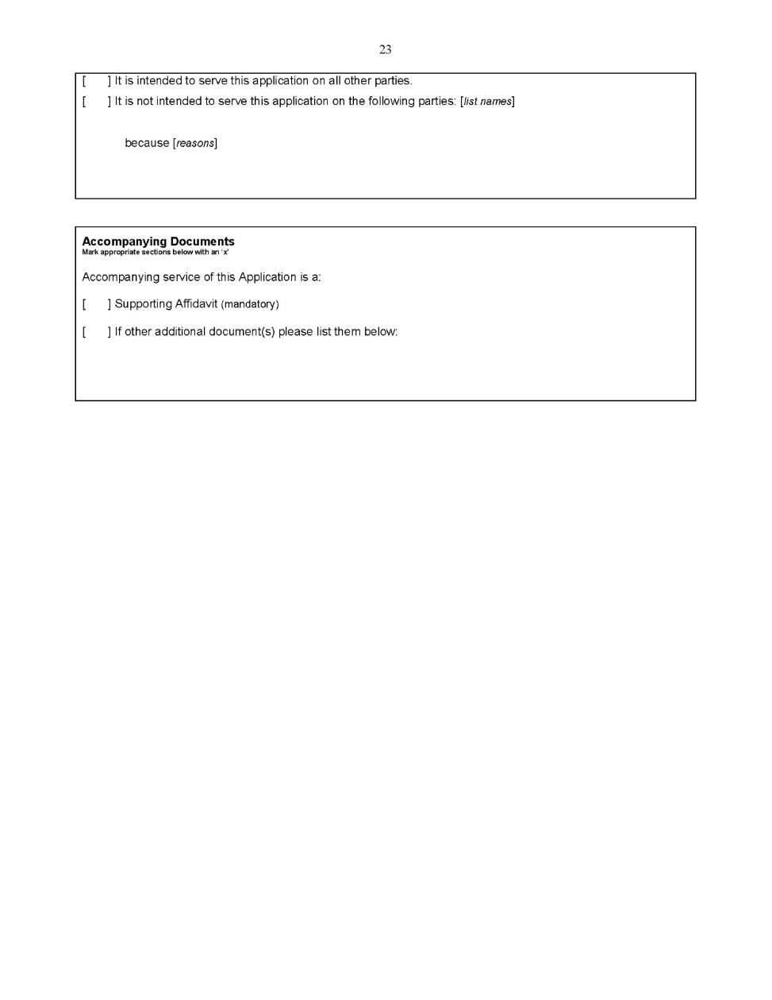 23
[ ] It is intended to serve this application on all other parties.
[ ] It is not intended to serve this application on the following parties: [list names]
because [reasons]
Accompanying Documents
Mark appropriate sections below with an 'x'
Accompanying service of this Application is a:
[ ] Supporting Affidavit (mandatory)
[ ] If other additional document(s) please list them below: